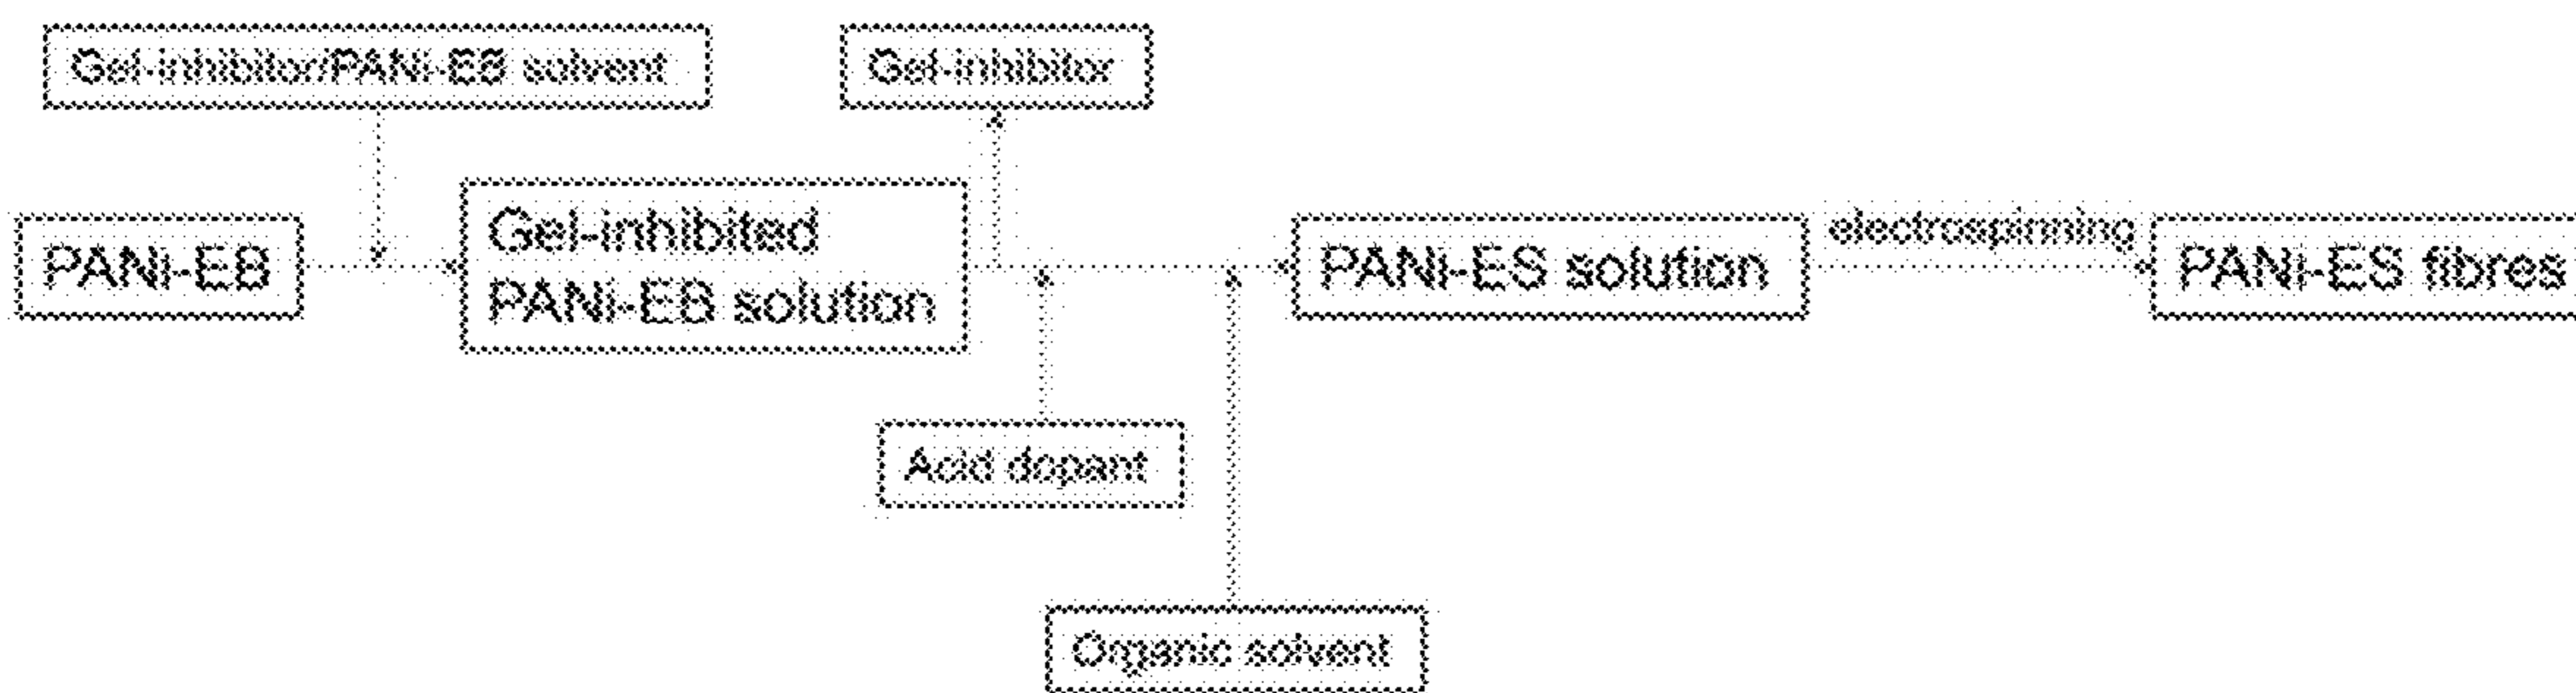 Gel-inhibitor/PANi-ES solvent
Gel-inhibitor
PANi-EB
Gel-inhibited
PANi-EB solution
PANi-ES solution
electrospinning
PANi-ES fibres
Acid dopant
Organic solvent